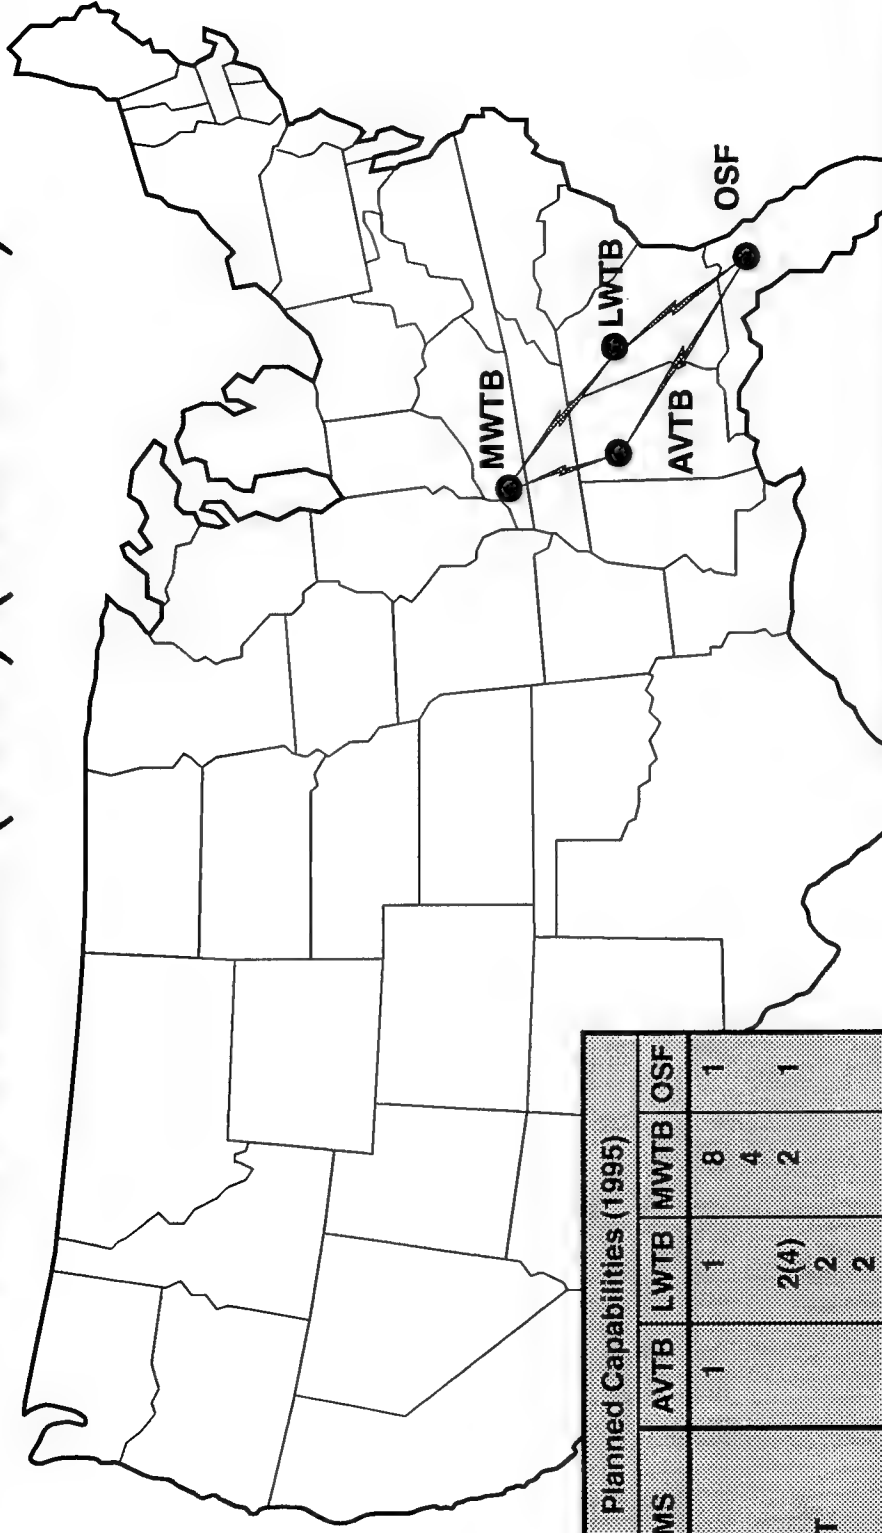 MWTB
LWTB
OSF
AVTB
Planned Capabilities (1995)
MS AVTB LWTB MWTB OSF
1 1 8 1
4
2(4) 2 1
T 2
2